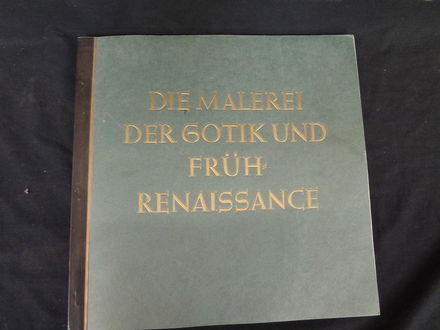 DIE MALEREI
DER GOTIK UND
FRÜH-
RENAISSANCE